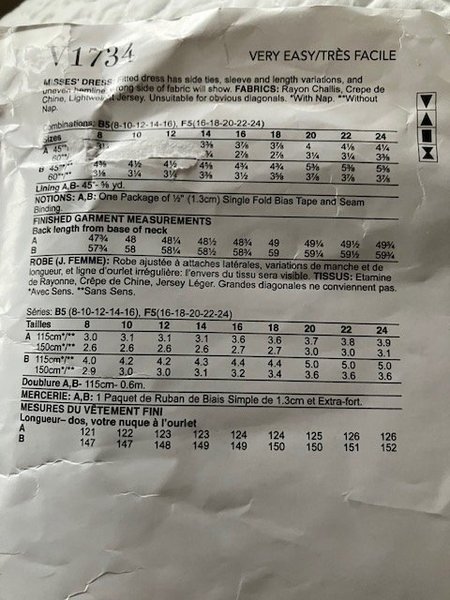 V1734
VERY EASY/TRÈS FACILE
MISSES' DRESS: Fitted dress has side ties, sleeve and length variations, and
uneven hemline, wrong side of fabric will show. FABRICS: Rayon Challis, Crepe de
Chine, Lightweight Jersey. Unsuitable for obvious diagonals. *With Nap. **Without
Nap.
Combinations: B5(8-10-12-14-16), F5(16-18-20-22-24)
Sizes 8 10 12 14 16 18 20 22 24
A 45"
60"
B 45"
60"
Lining A,B- 45"- ⅝ yd.
NOTIONS: A,B: One Package of ½" (1.3cm) Single Fold Bias Tape and Seam
Binding.
FINISHED GARMENT MEASUREMENTS
Back length from base of neck
A 47¾ 48 48¼ 48½ 48¾ 49 49¼ 49½ 49¾
B 57¾ 58 58¼ 58½ 58¾ 59 59¼ 59½ 59¾
ROBE (J. FEMME): Robe ajustée à attaches latérales, variations de manche et de
longueur, et ligne d'ourlet irrégulière: l'envers du tissu sera visible. TISSUS: Etamine
de Rayonne, Crêpe de Chine, Jersey Léger. Grandes diagonales ne conviennent pas.
*Avec Sens. **Sans Sens.
Séries: B5 (8-10-12-14-16), F5(16-18-20-22-24)
Tailles 8 10 12 14 16 18 20 22 24
A 115cm*/** 3.0 3.1 3.1 3.1 3.6 3.6 3.7 3.8 3.9
150cm*/** 2.6 2.6 2.6 2.6 2.7 2.7 3.0 3.0 3.1
B 115cm*/** 4.0 4.2 4.2 4.3 4.4 4.4 5.0 5.0 5.0
150cm*/** 2.9 3.0 3.0 3.1 3.2 3.4 3.6 3.6 3.6
Doublure A,B- 115cm- 0.6m.
MERCERIE: A,B: 1 Paquet de Ruban de Biais Simple de 1.3cm et Extra-fort.
MESURES DU VÊTEMENT FINI
Longueur– dos, votre nuque à l'ourlet
A 121 122 123 123 124 124 125 126 126
B 147 147 148 149 149 150 150 151 152